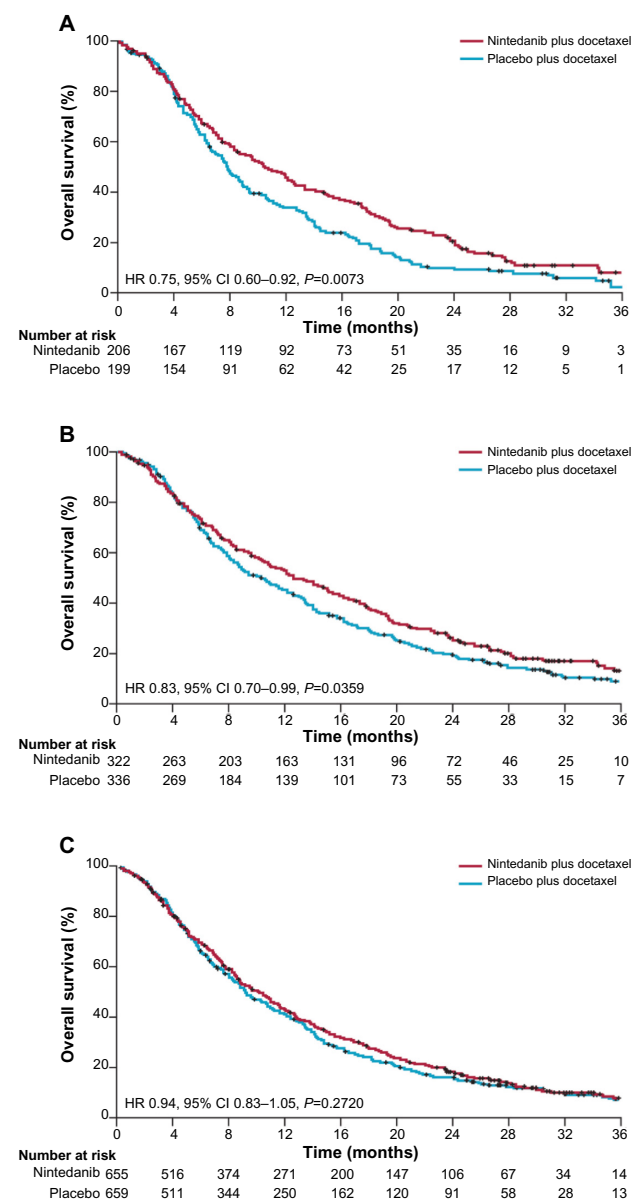 A
Nintedanib plus docetaxel
Placebo plus docetaxel
Overall survival (%)
100
80
60
40
20
0
HR 0.75, 95% CI 0.60–0.92, P=0.0073
0 4 8 12 16 20 24 28 32 36
Time (months)
Number at risk
Nintedanib 206 167 119 92 73 51 35 16 9 3
Placebo 199 154 91 62 42 25 17 12 5 1
B
Nintedanib plus docetaxel
Placebo plus docetaxel
Overall survival (%)
100
80
60
40
20
0
HR 0.83, 95% CI 0.70–0.99, P=0.0359
0 4 8 12 16 20 24 28 32 36
Time (months)
Number at risk
Nintedanib 322 263 203 163 131 96 72 46 25 10
Placebo 336 269 184 139 101 73 55 33 15 7
C
Nintedanib plus docetaxel
Placebo plus docetaxel
Overall survival (%)
100
80
60
40
20
0
HR 0.94, 95% CI 0.83–1.05, P=0.2720
0 4 8 12 16 20 24 28 32 36
Time (months)
Number at risk
Nintedanib 655 516 374 271 200 147 106 67 34 14
Placebo 659 511 344 250 162 120 91 58 28 13